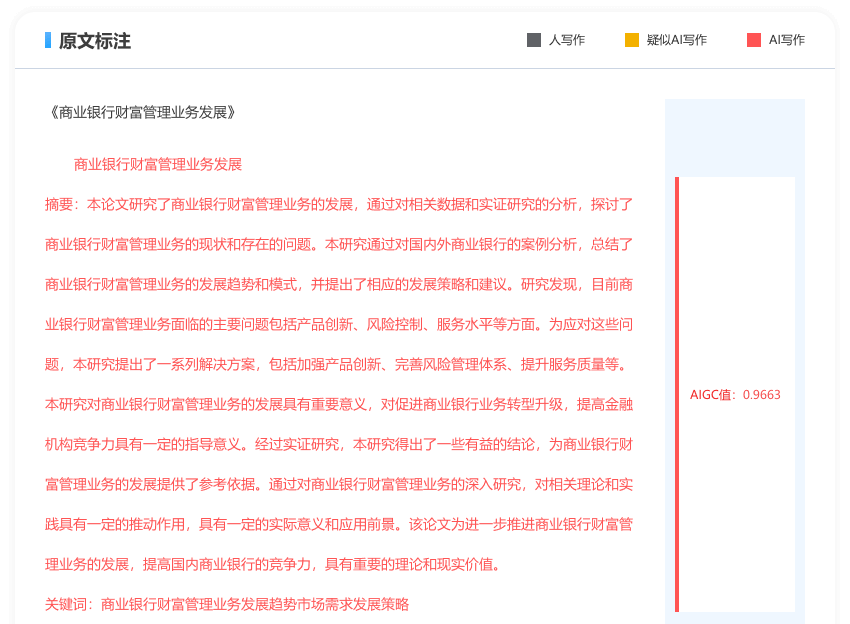 原文标注
人写作
疑似AI写作
AI写作
《商业银行财富管理业务发展》
商业银行财富管理业务发展
摘要：本论文研究了商业银行财富管理业务的发展，通过对相关数据和实证研究的分析，探讨了
商业银行财富管理业务的现状和存在的问题。本研究通过对国内外商业银行的案例分析，总结了
商业银行财富管理业务的发展趋势和模式，并提出了相应的发展策略和建议。研究发现，目前商
业银行财富管理业务面临的主要问题包括产品创新、风险控制、服务水平等方面。为应对这些问
题，本研究提出了一系列解决方案，包括加强产品创新、完善风险管理体系、提升服务质量等。
本研究对商业银行财富管理业务的发展具有重要意义，对促进商业银行业务转型升级，提高金融
机构竞争力具有一定的指导意义。经过实证研究，本研究得出了一些有益的结论，为商业银行财
富管理业务的发展提供了参考依据。通过对商业银行财富管理业务的深入研究，对相关理论和实
践具有一定的推动作用，具有一定的实际意义和应用前景。该论文为进一步推进商业银行财富管
理业务的发展，提高国内商业银行的竞争力，具有重要的理论和现实价值。
关键词：商业银行财富管理业务发展趋势市场需求发展策略
AIGC值：0.9663